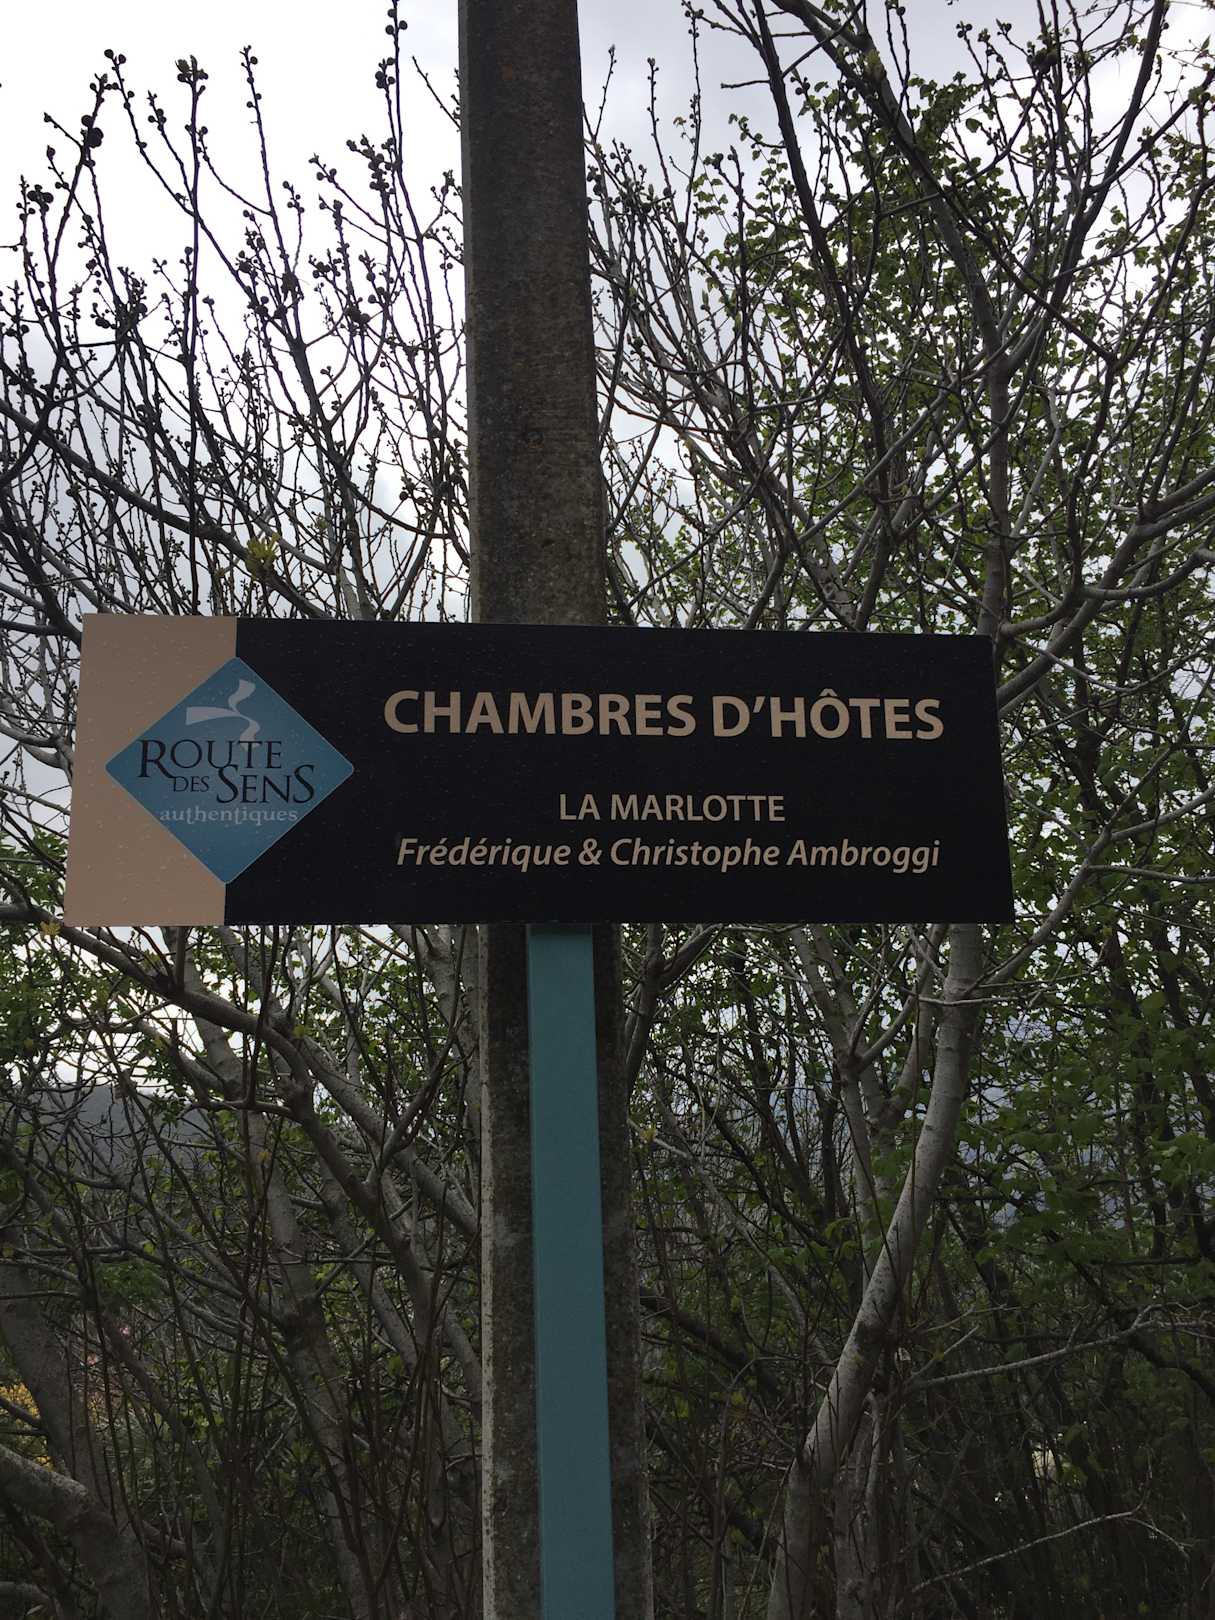 ROUTE
DES SENS
authentiques
CHAMBRES D'HÔTES
LA MARLOTTE
Frédérique & Christophe Ambroggi